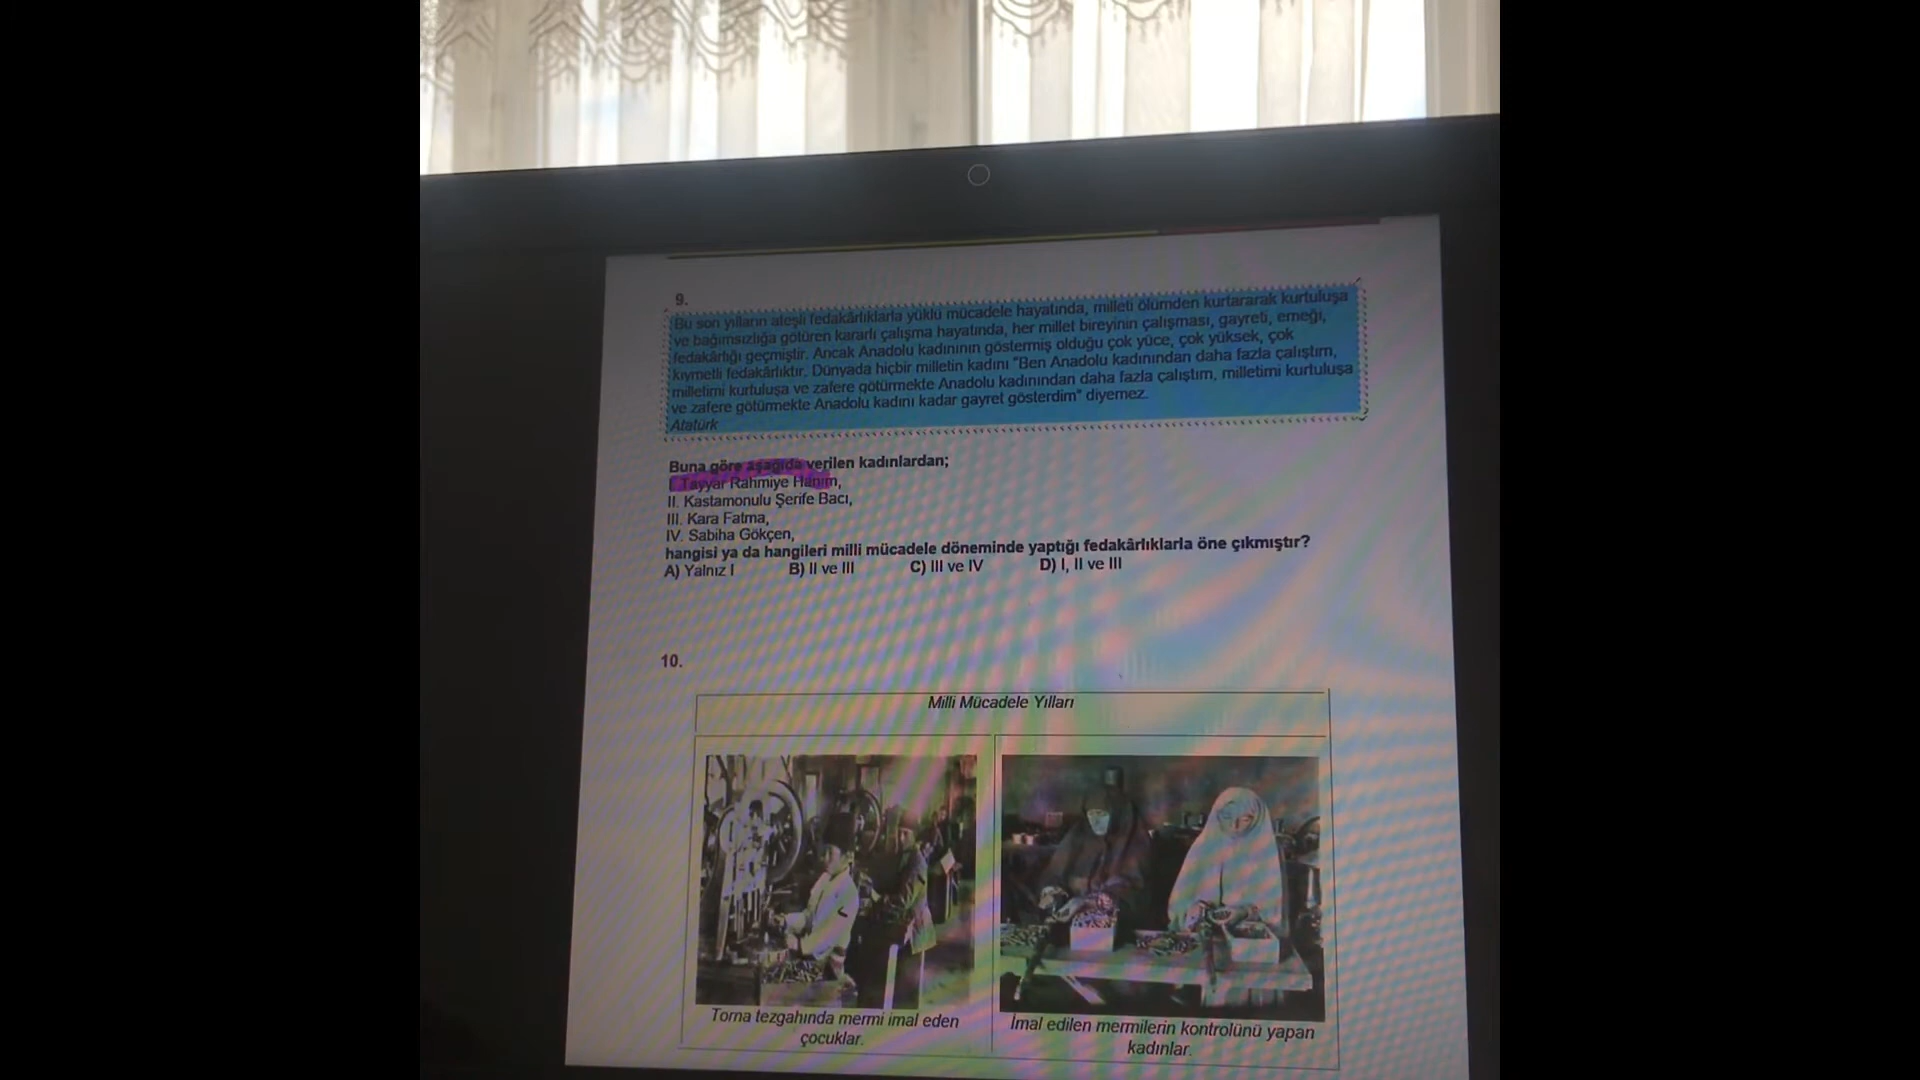 9.
Bu son yılların ateşli fedakârlıklarla yüklü mücadele hayatında, milleti ölümden kurtararak kurtuluşa
ve bağımsızlığa götüren kararlı çalışma hayatında, her millet bireyinin çalışması, gayreti, emeği,
fedakârlığı geçmiştir. Ancak Anadolu kadınının göstermiş olduğu çok yüce, çok yüksek, çok
kıymetli fedakârlıktır. Dünyada hiçbir milletin kadını "Ben Anadolu kadınından daha fazla çalıştım,
milletimi kurtuluşa ve zafere götürmekte Anadolu kadınından daha fazla çalıştım, milletimi kurtuluşa
ve zafere götürmekte Anadolu kadını kadar gayret gösterdim" diyemez.
Atatürk
Buna göre aşağıda verilen kadınlardan;
I. Tayyar Rahmiye Hanım,
II. Kastamonulu Şerife Bacı,
III. Kara Fatma,
IV. Sabiha Gökçen,
hangisi ya da hangileri milli mücadele döneminde yaptığı fedakârlıklarla öne çıkmıştır?
A) Yalnız I B) II ve III C) III ve IV D) I, II ve III
10.
Milli Mücadele Yılları
Torna tezgahında mermi imal eden
çocuklar.
İmal edilen mermilerin kontrolünü yapan
kadınlar.